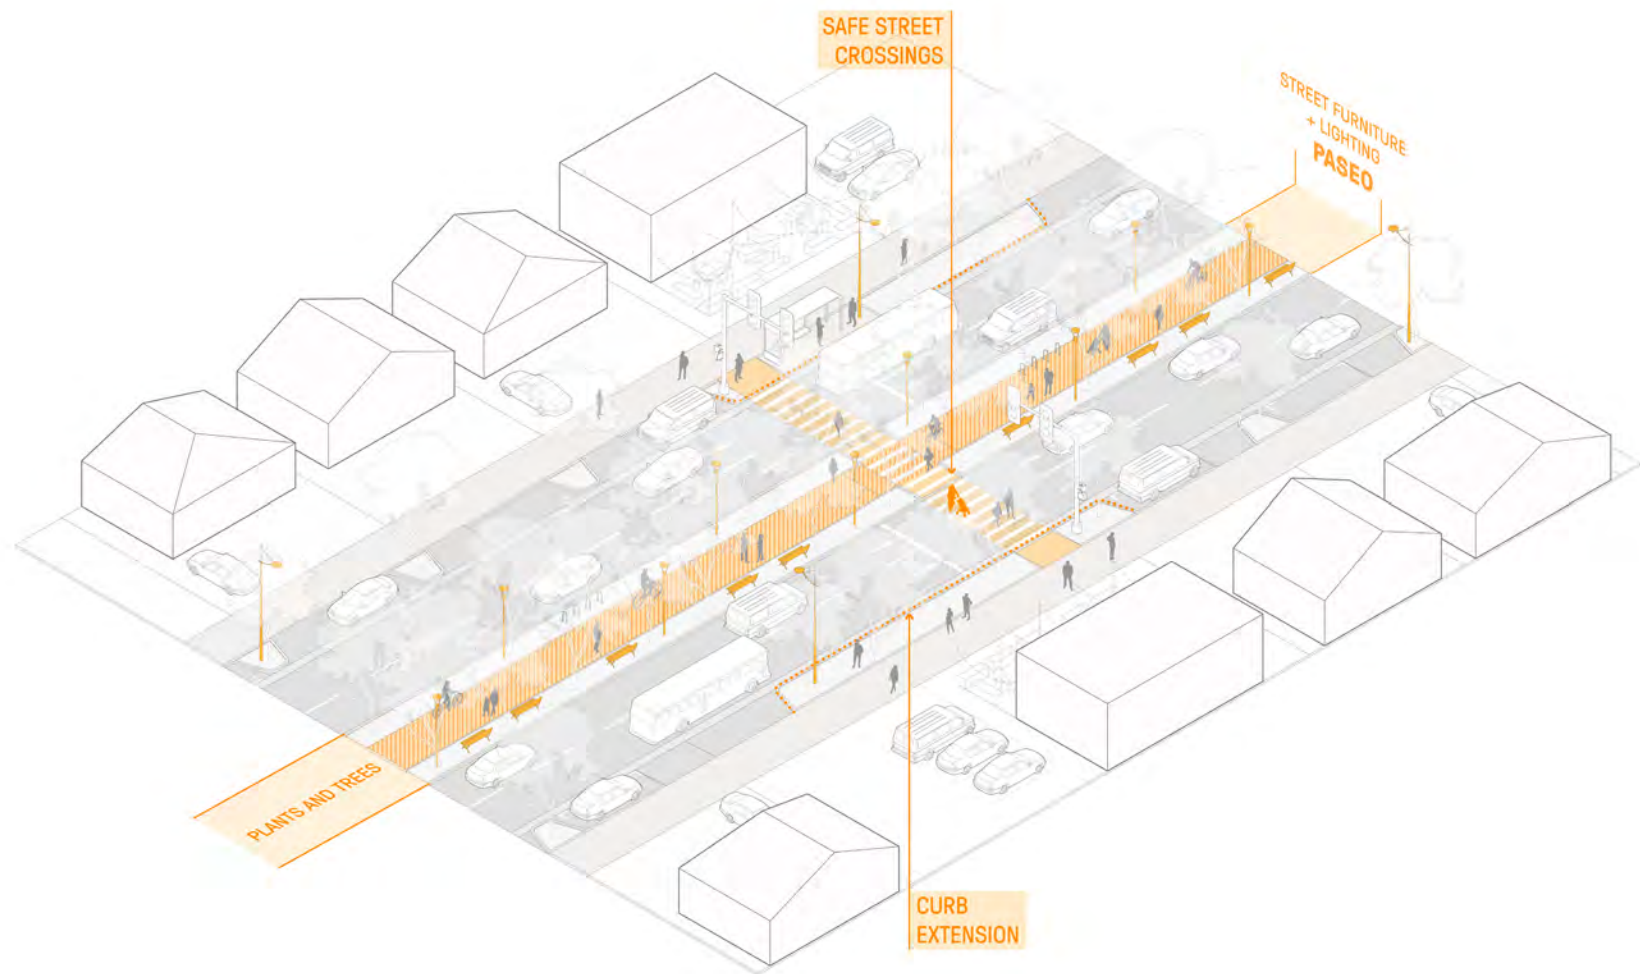 SAFE STREET
CROSSINGS
STREET FURNITURE
+ LIGHTING
PASEO
PLANTS AND TREES
CURB
EXTENSION